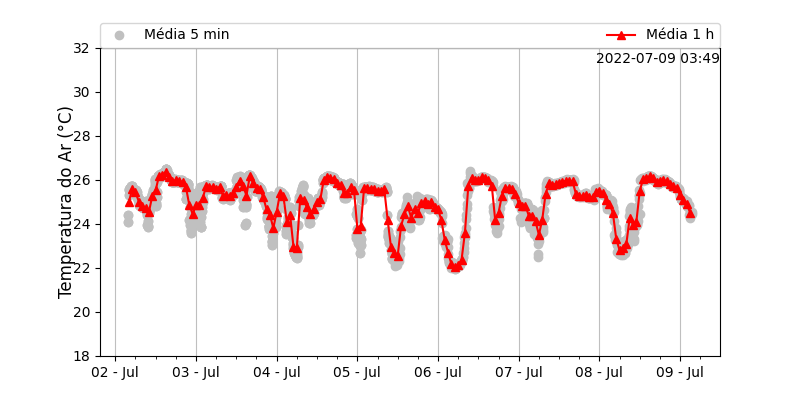 Média 5 min
Média 1 h
2022-07-09 03:49
Temperatura do Ar (°C)
32
30
28
26
24
22
20
18
02 - Jul
03 - Jul
04 - Jul
05 - Jul
06 - Jul
07 - Jul
08 - Jul
09 - Jul